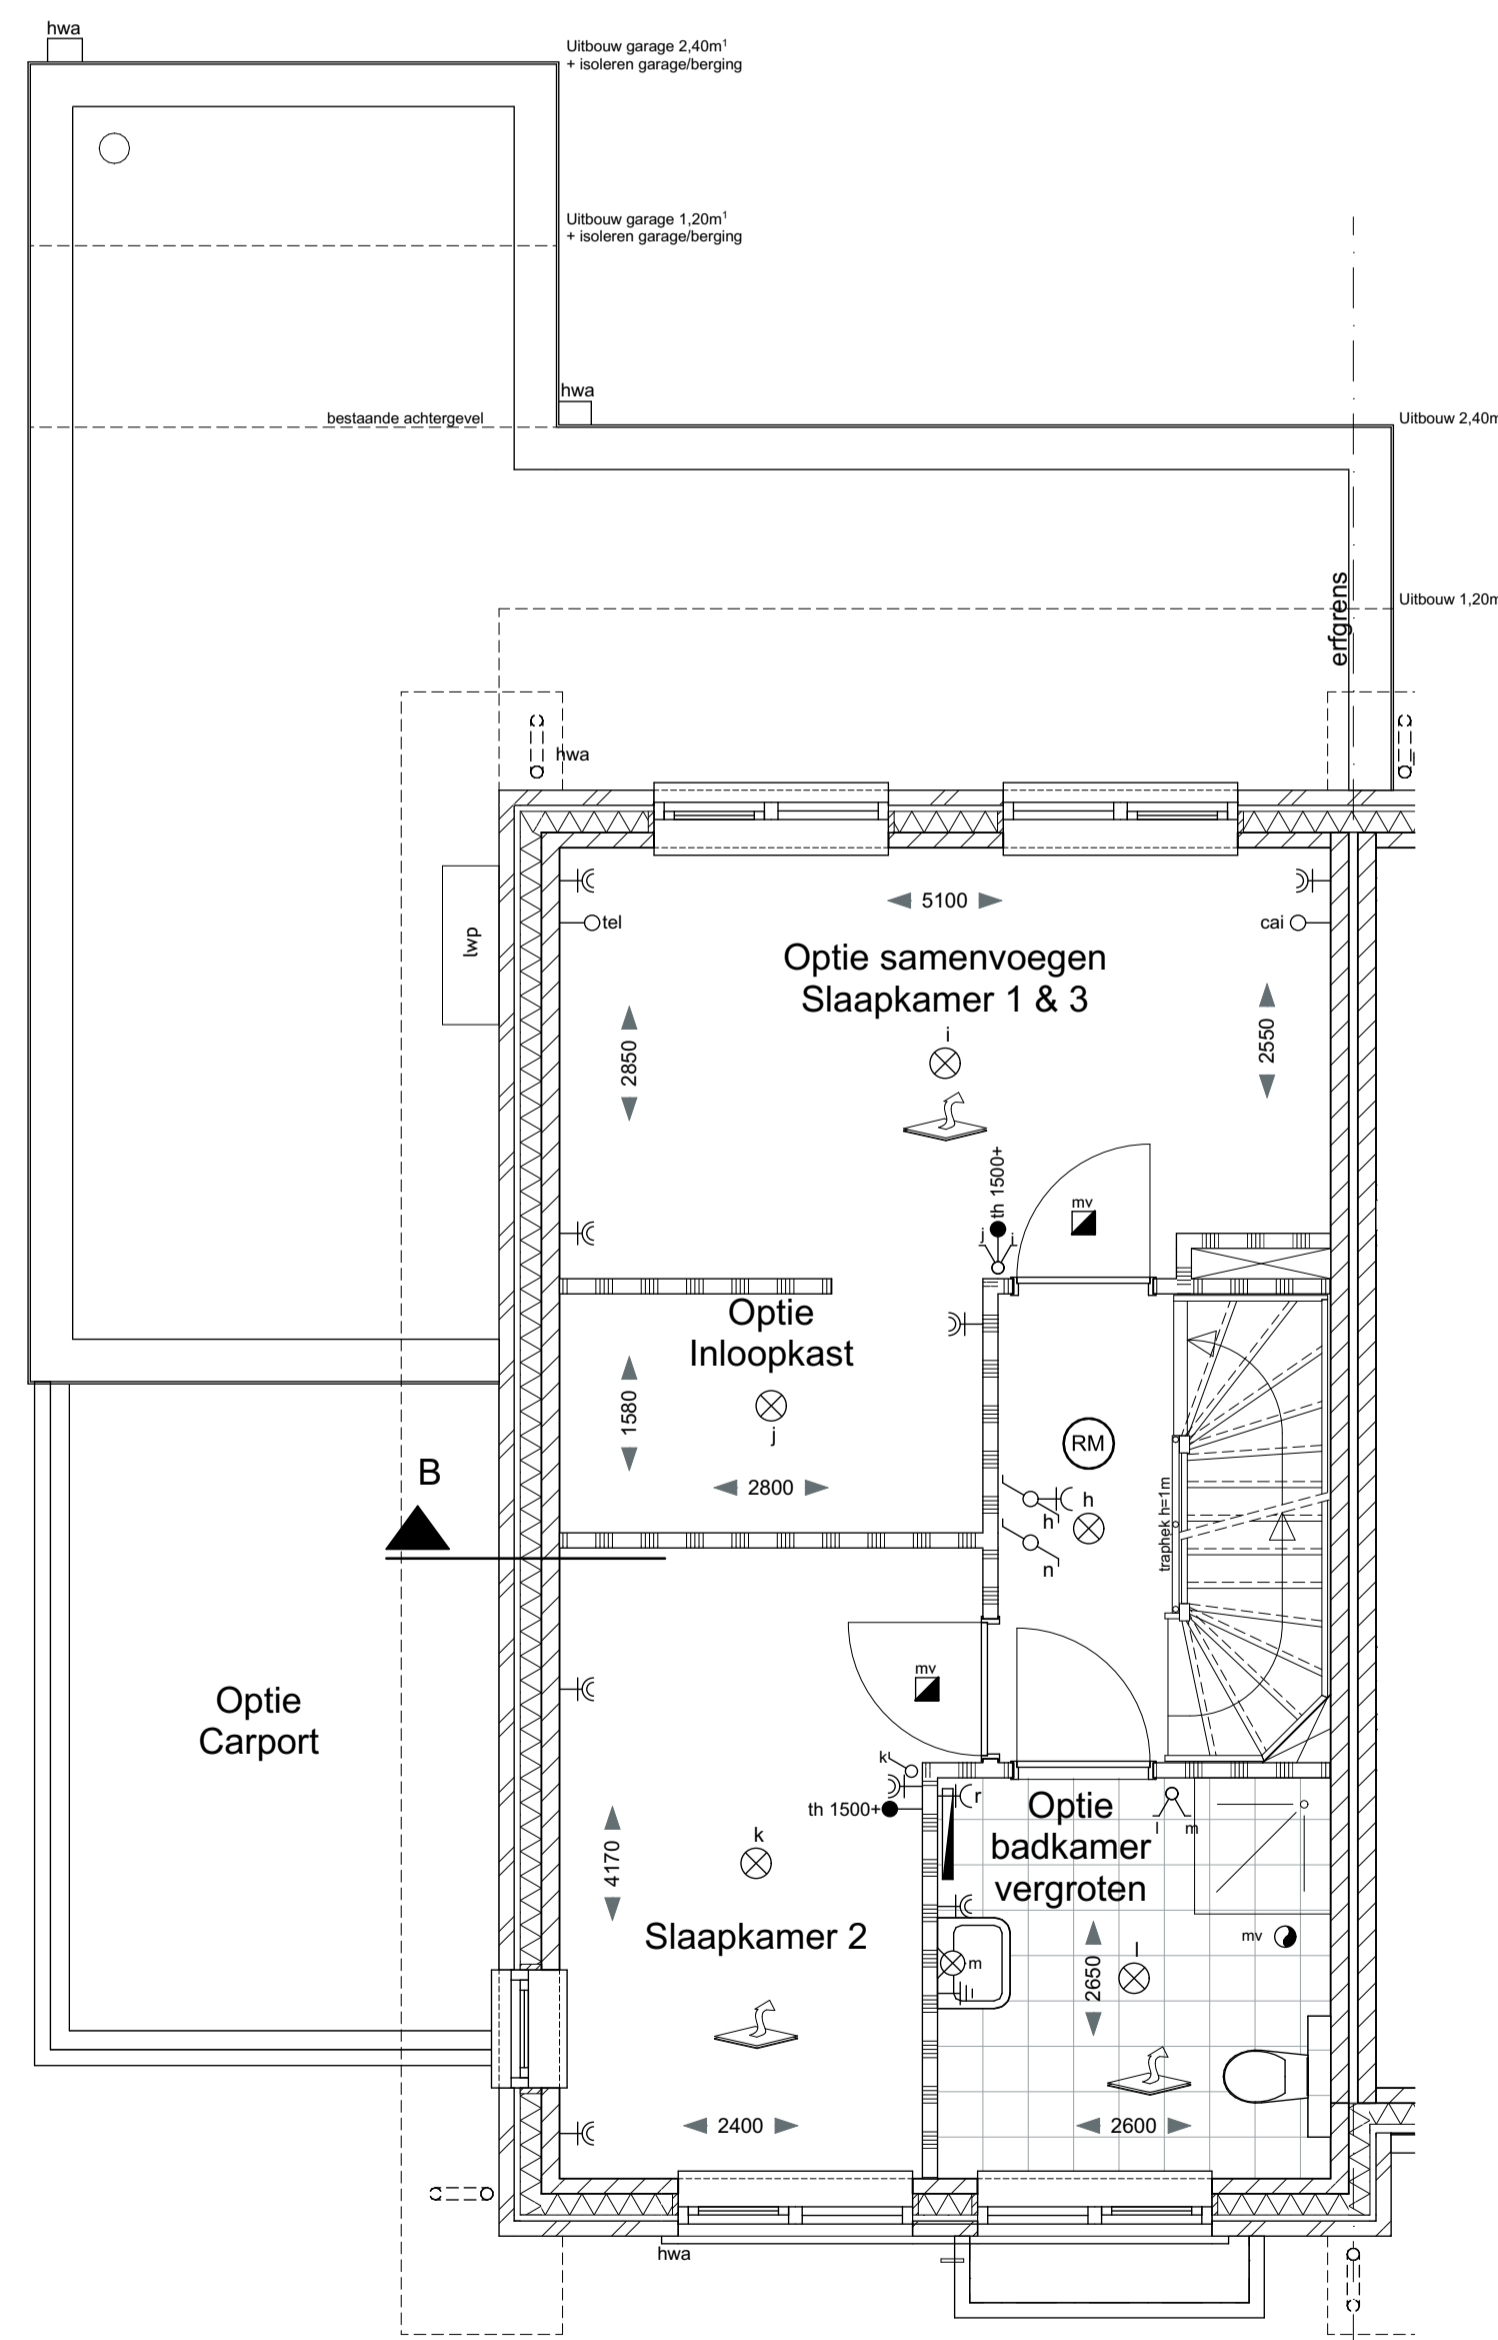 hwa
Uitbouw garage 2,40m¹
+ isoleren garage/berging
Uitbouw garage 1,20m¹
+ isoleren garage/berging
hwa
bestaande achtergevel
Uitbouw 2,40m
erfgrens
Uitbouw 1,20m
hwa
lwp
5100
tel
cai
Optie samenvoegen
Slaapkamer 1 & 3
i
2850
2550
th 1500+
mv
j
i
Optie
Inloopkast
1580
j
2800
RM
B
h
h
n
traphek h=1m
mv
Optie
Carport
k
th 1500+
r
Optie
badkamer
vergroten
l
m
k
4170
Slaapkamer 2
mv
m
l
2650
2400
2600
hwa